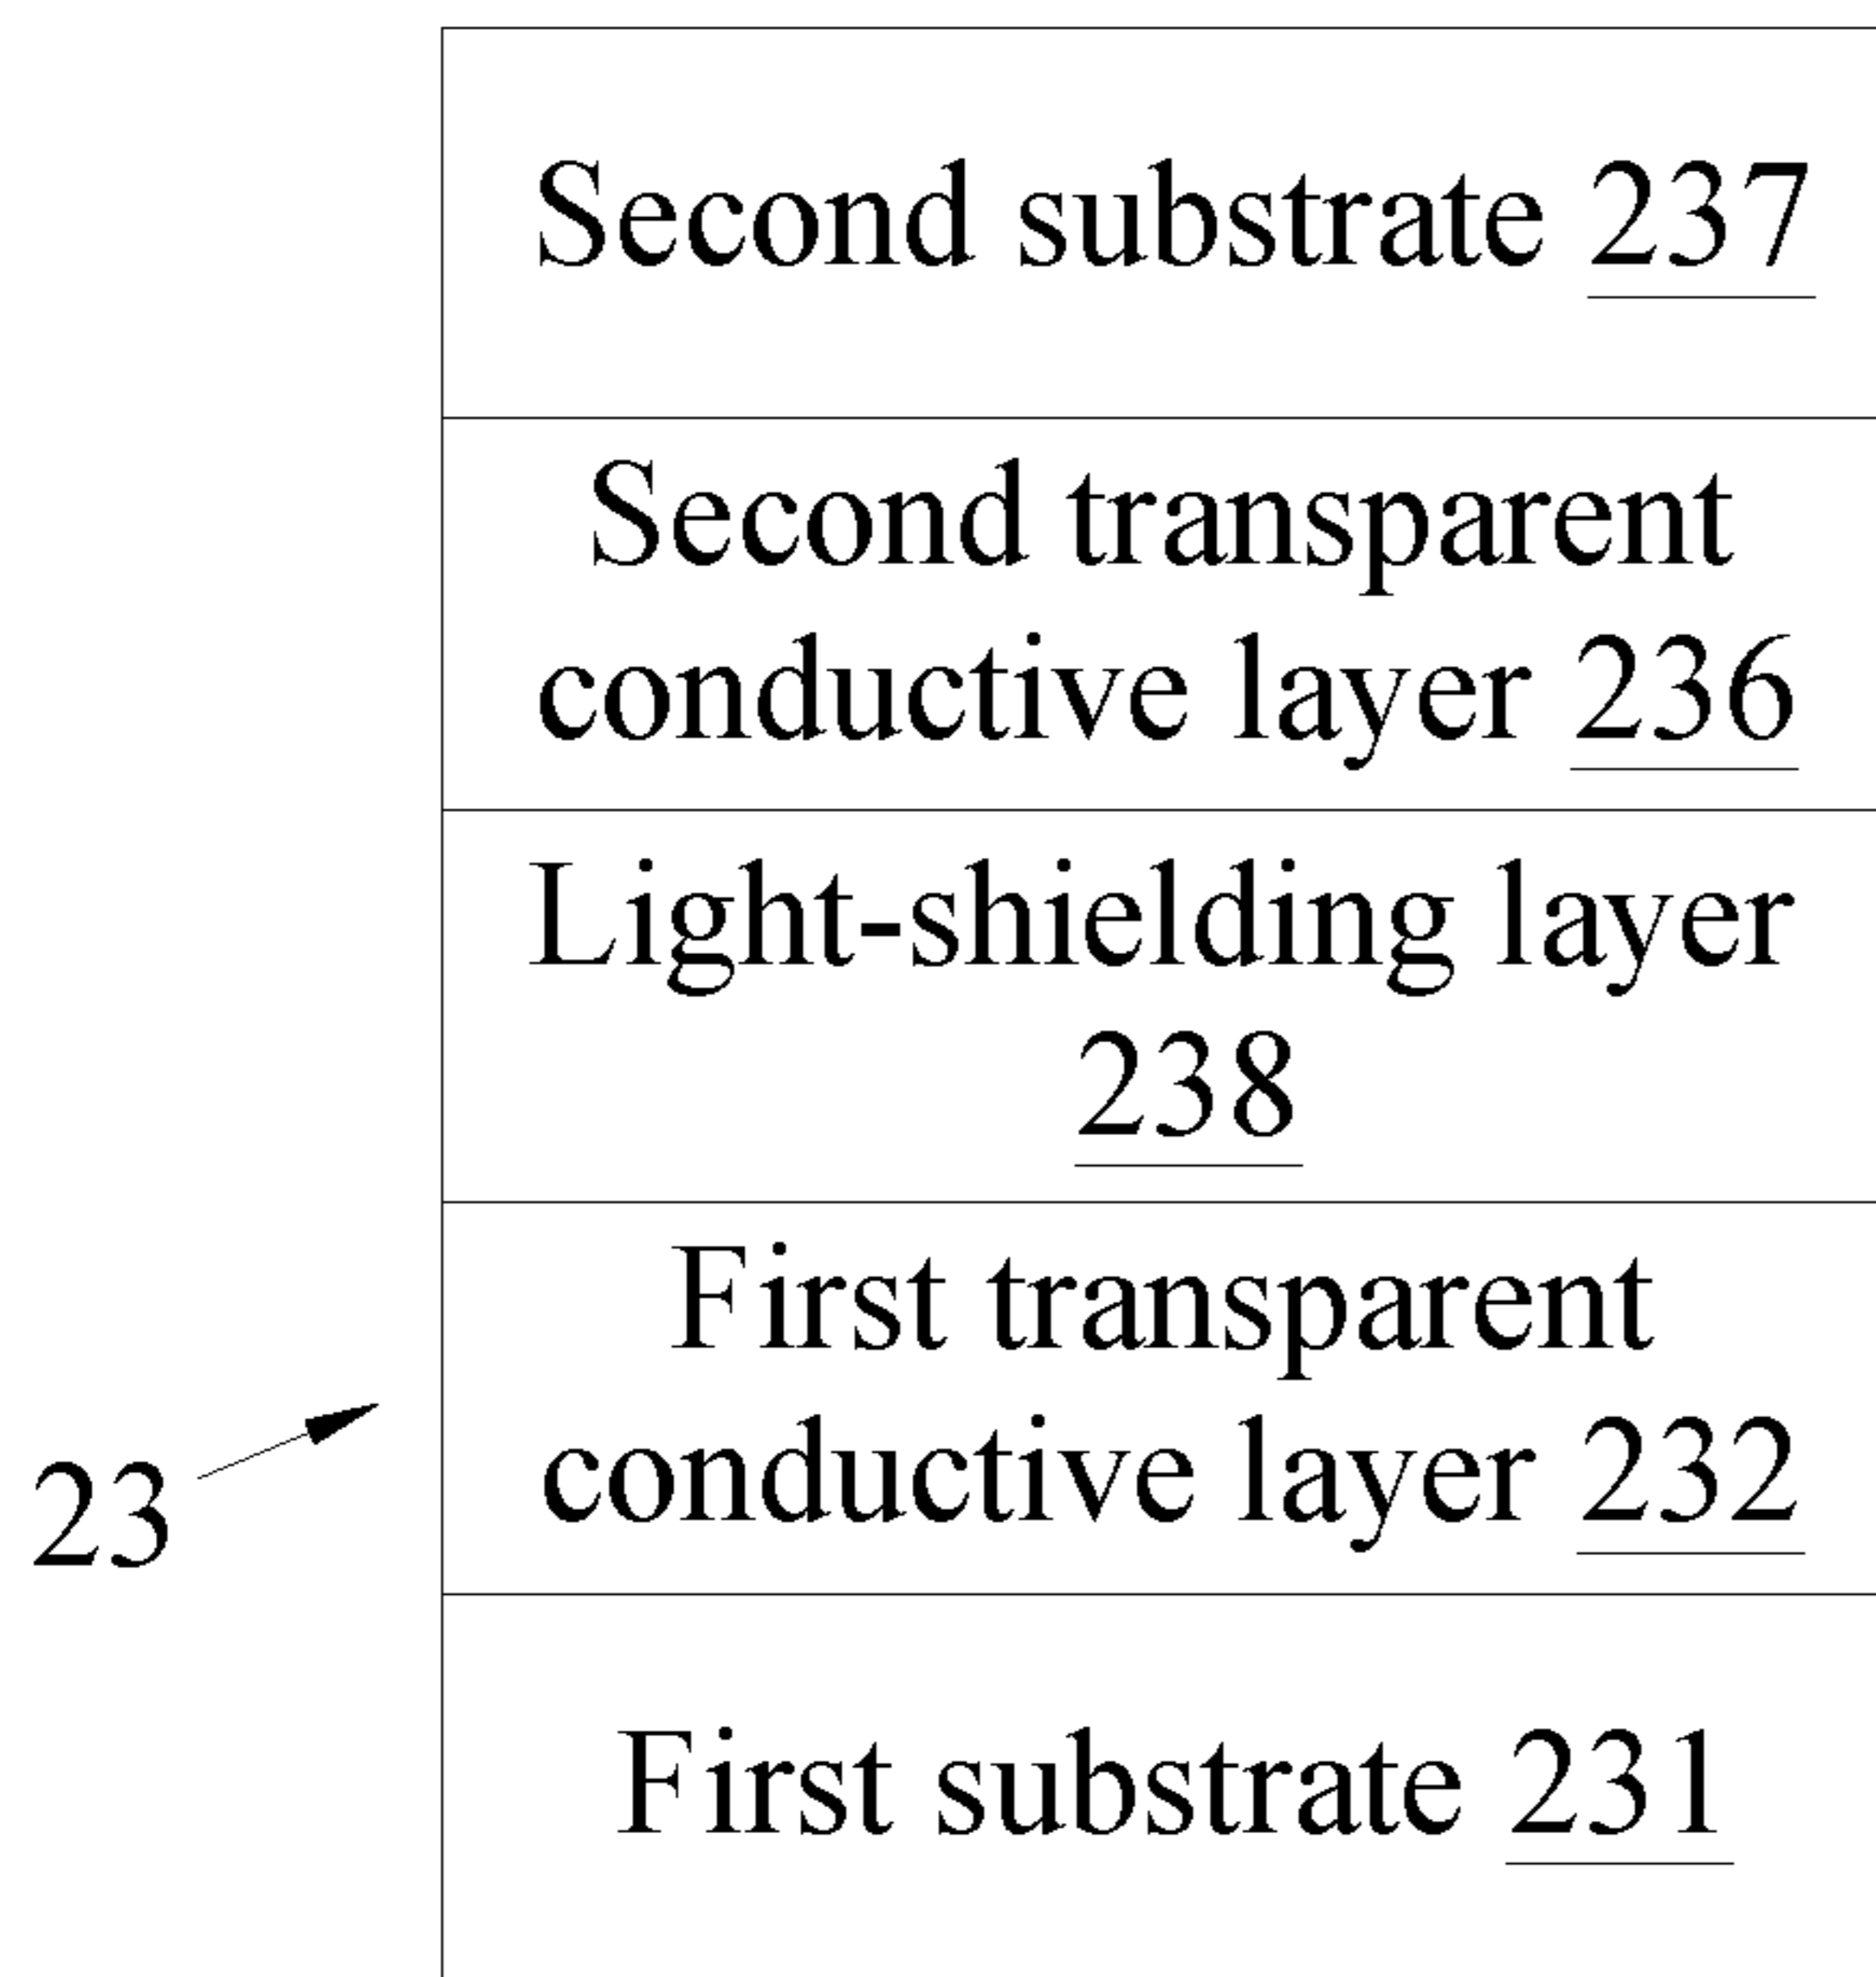 Second substrate 237
Second transparent
conductive layer 236
Light-shielding layer
238
First transparent
conductive layer 232
23
First substrate 231